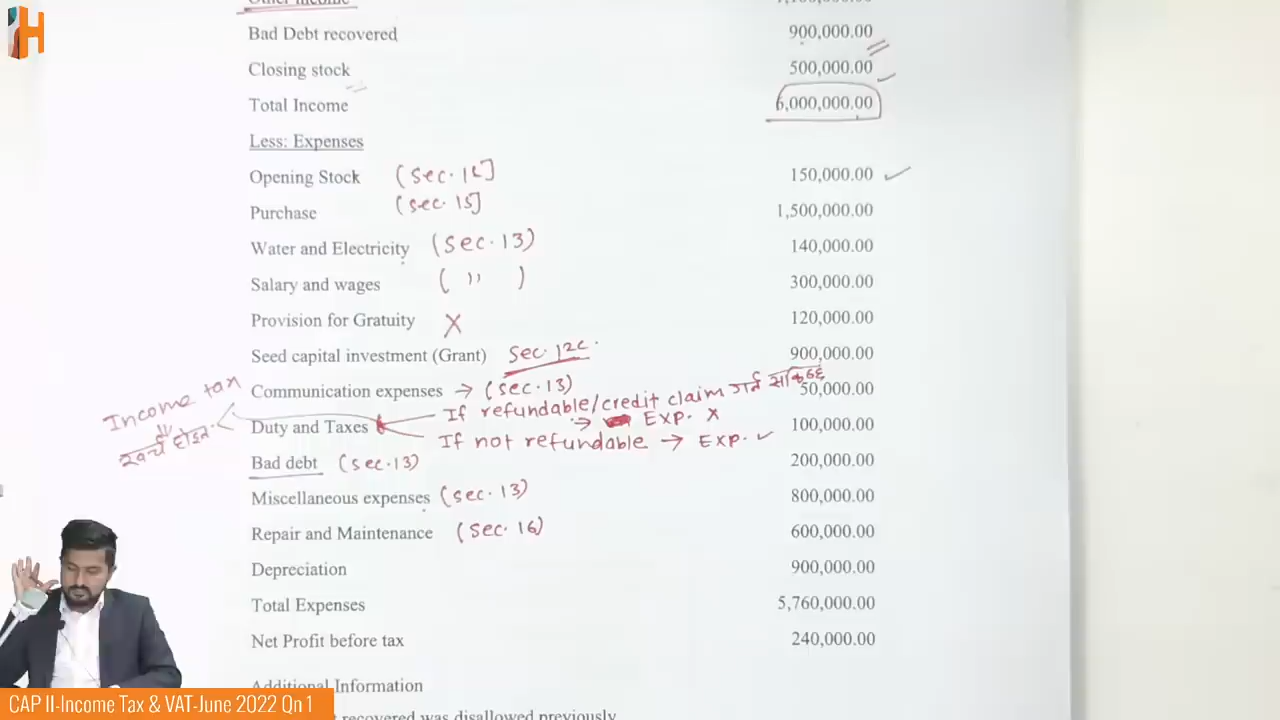 Other Income
Bad Debt recovered 900,000.00
Closing stock 500,000.00
Total Income 6,000,000.00
Less: Expenses
Opening Stock 150,000.00
Purchase (Sec. 15] 1,500,000.00
Water and Electricity (Sec. 13) 140,000.00
Salary and wages ( " ) 300,000.00
Provision for Gratuity X 120,000.00
Seed capital investment (Grant) Sec. 12C 900,000.00
Communication expenses → (Sec. 13) 50,000.00
Income tax
If refundable/credit claim गर्न
→ Exp. X
Duty and Taxes 100,000.00
If not refundable → Exp. ✓
Bad debt (Sec. 13) 200,000.00
Miscellaneous expenses (Sec. 13) 800,000.00
Repair and Maintenance (Sec. 16) 600,000.00
Depreciation 900,000.00
Total Expenses 5,760,000.00
Net Profit before tax 240,000.00
Additional Information
recovered was disallowed previously
H
CAP II-Income Tax & VAT-June 2022 Qn 1